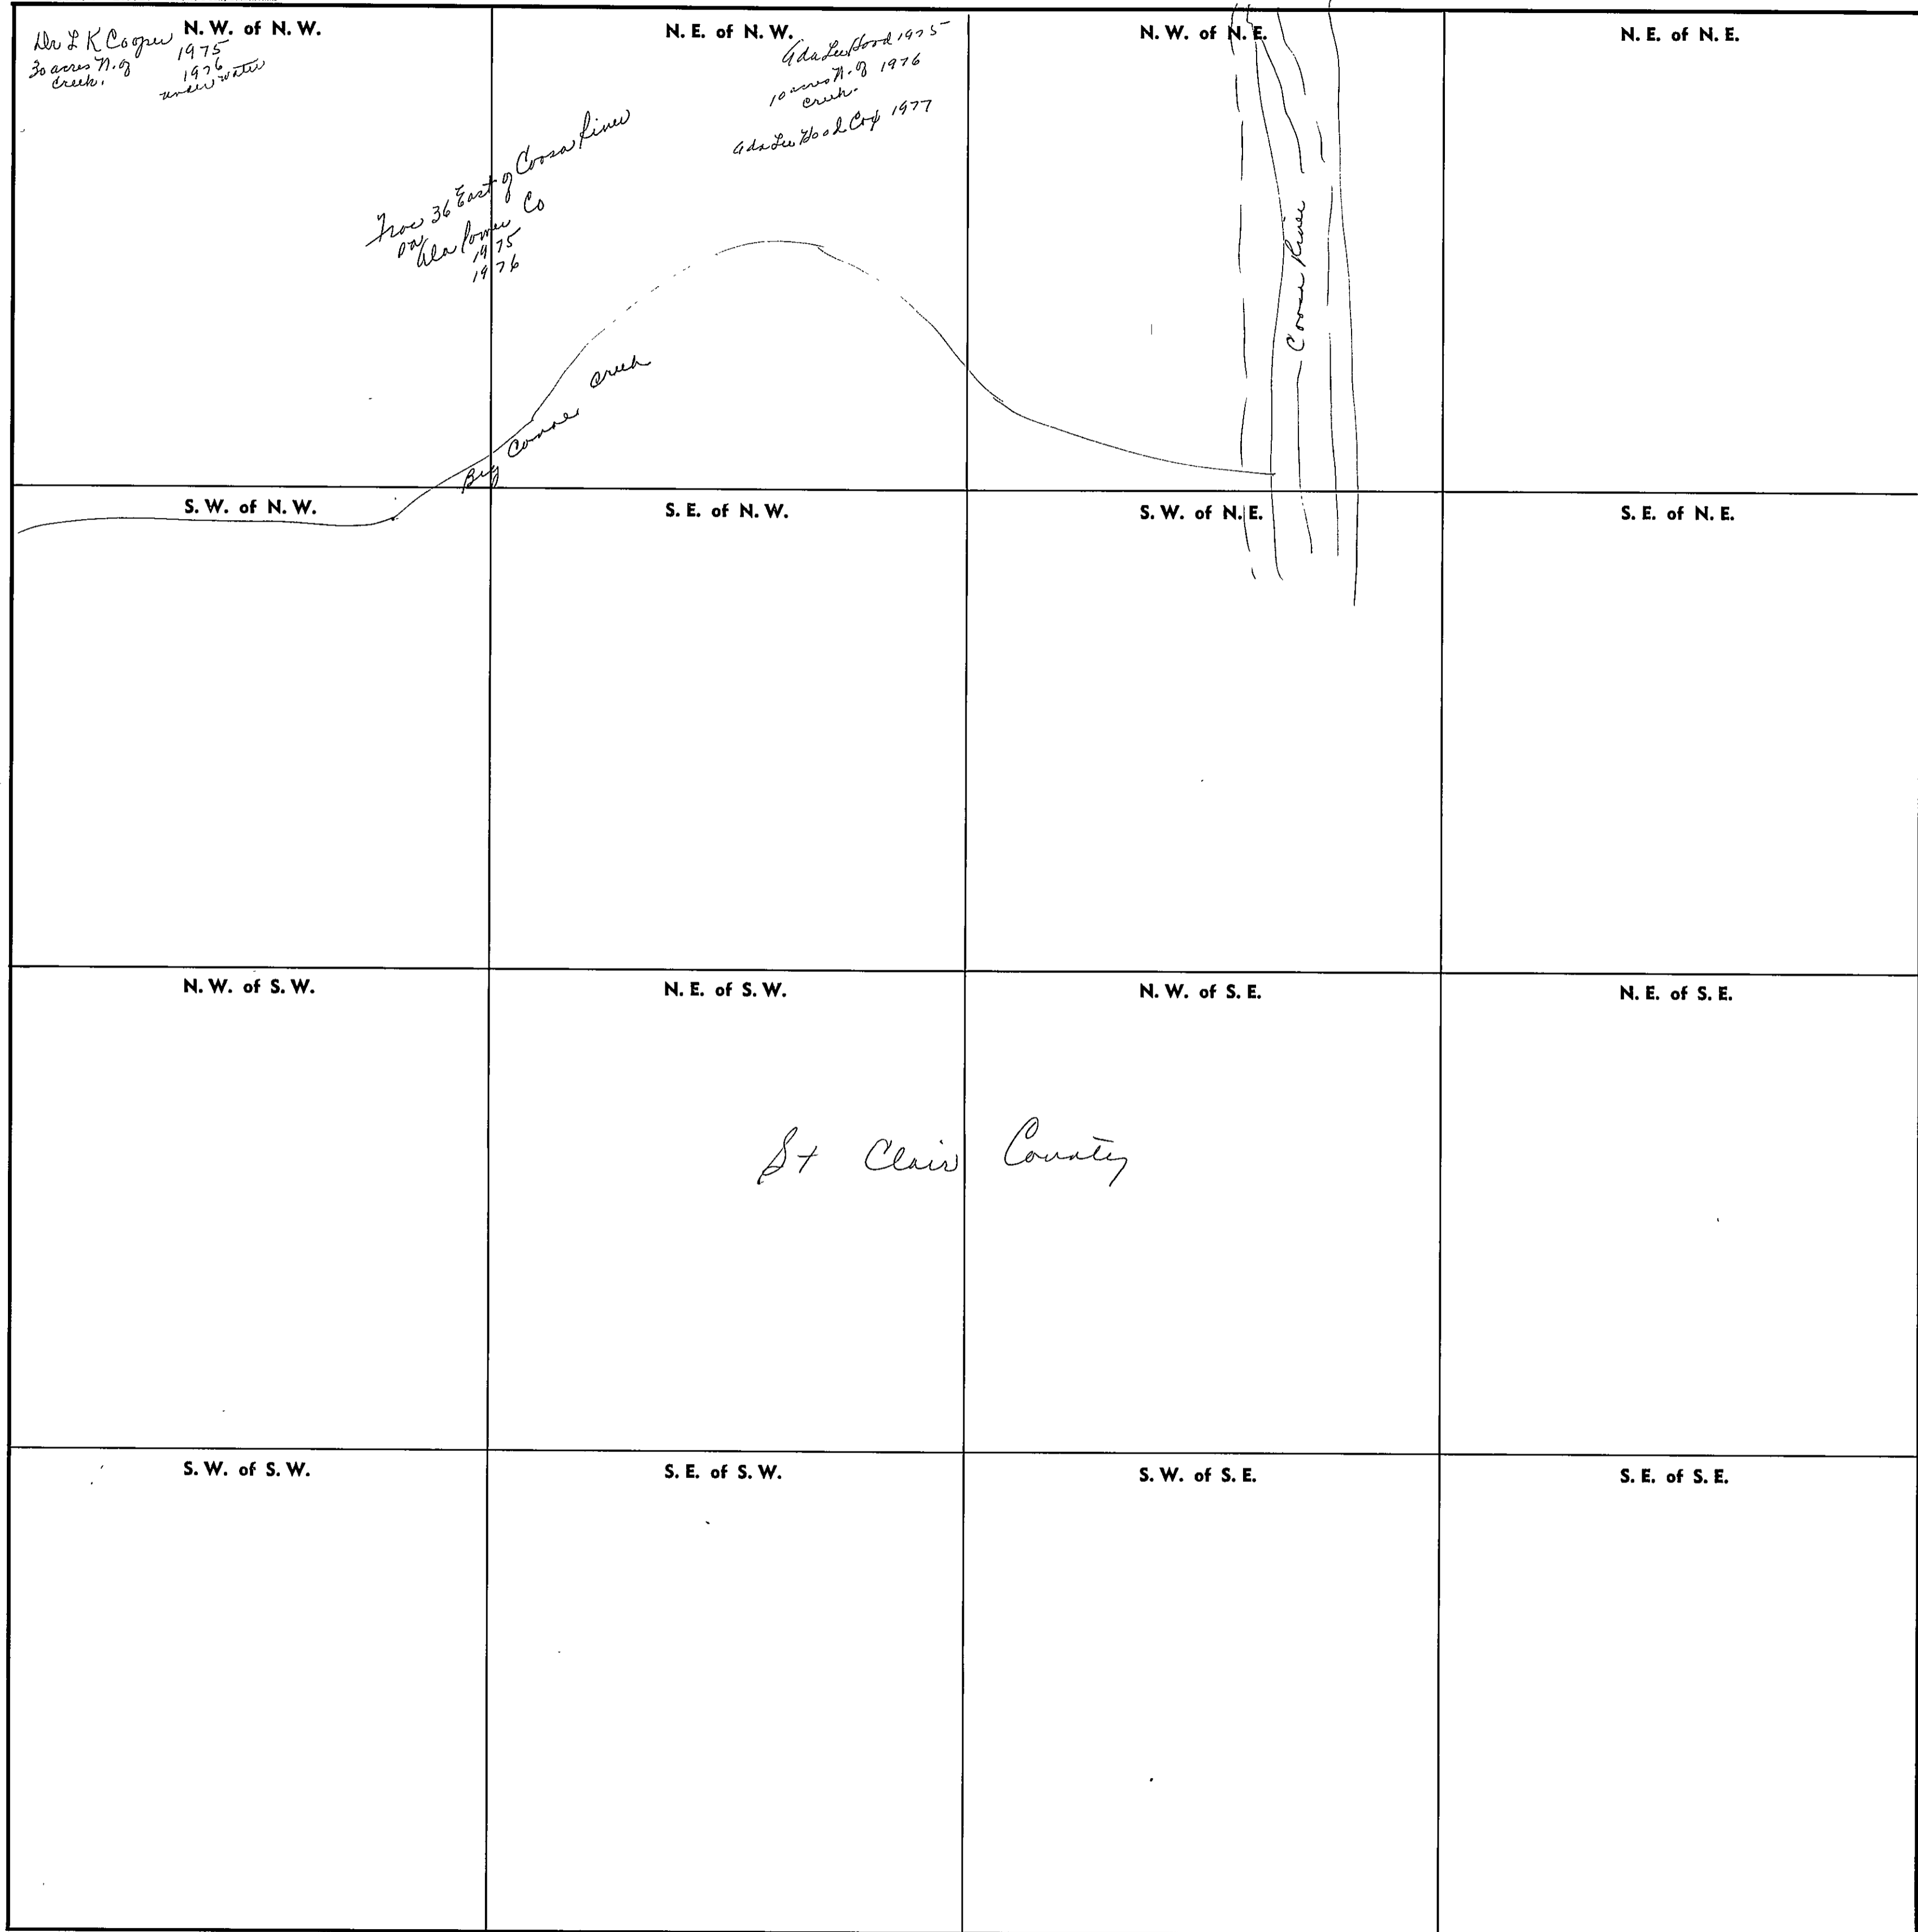 N. W. of N. W.
Dr L K Cooper 1975
30 acres N. of 1976
Creek. under water
N. E. of N. W.
Ada Lee Hood 1975
10 acres N. of 1976
Creek.
Ada Lee Hood Cox 1977
N. W. of N. E.
N. E. of N. E.
36 East of Coosa River
Ala Power Co
1975
1976
Coosa River
Big Canoe Creek
S. W. of N. W.
S. E. of N. W.
S. W. of N. E.
S. E. of N. E.
N. W. of S. W.
N. E. of S. W.
N. W. of S. E.
N. E. of S. E.
St Clair County
S. W. of S. W.
S. E. of S. W.
S. W. of S. E.
S. E. of S. E.